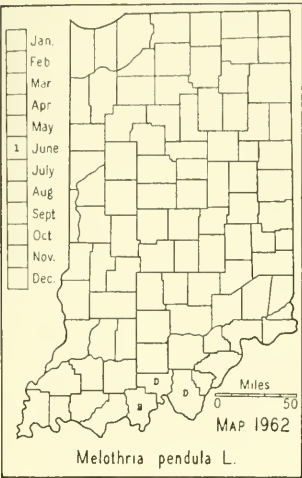 Jan.
Feb
Mar
Apr
May
1 June
July
Aug
Sept
Oct
Nov.
Dec.
D
D
Miles
0 50
MAP 1962
Melothria pendula L.